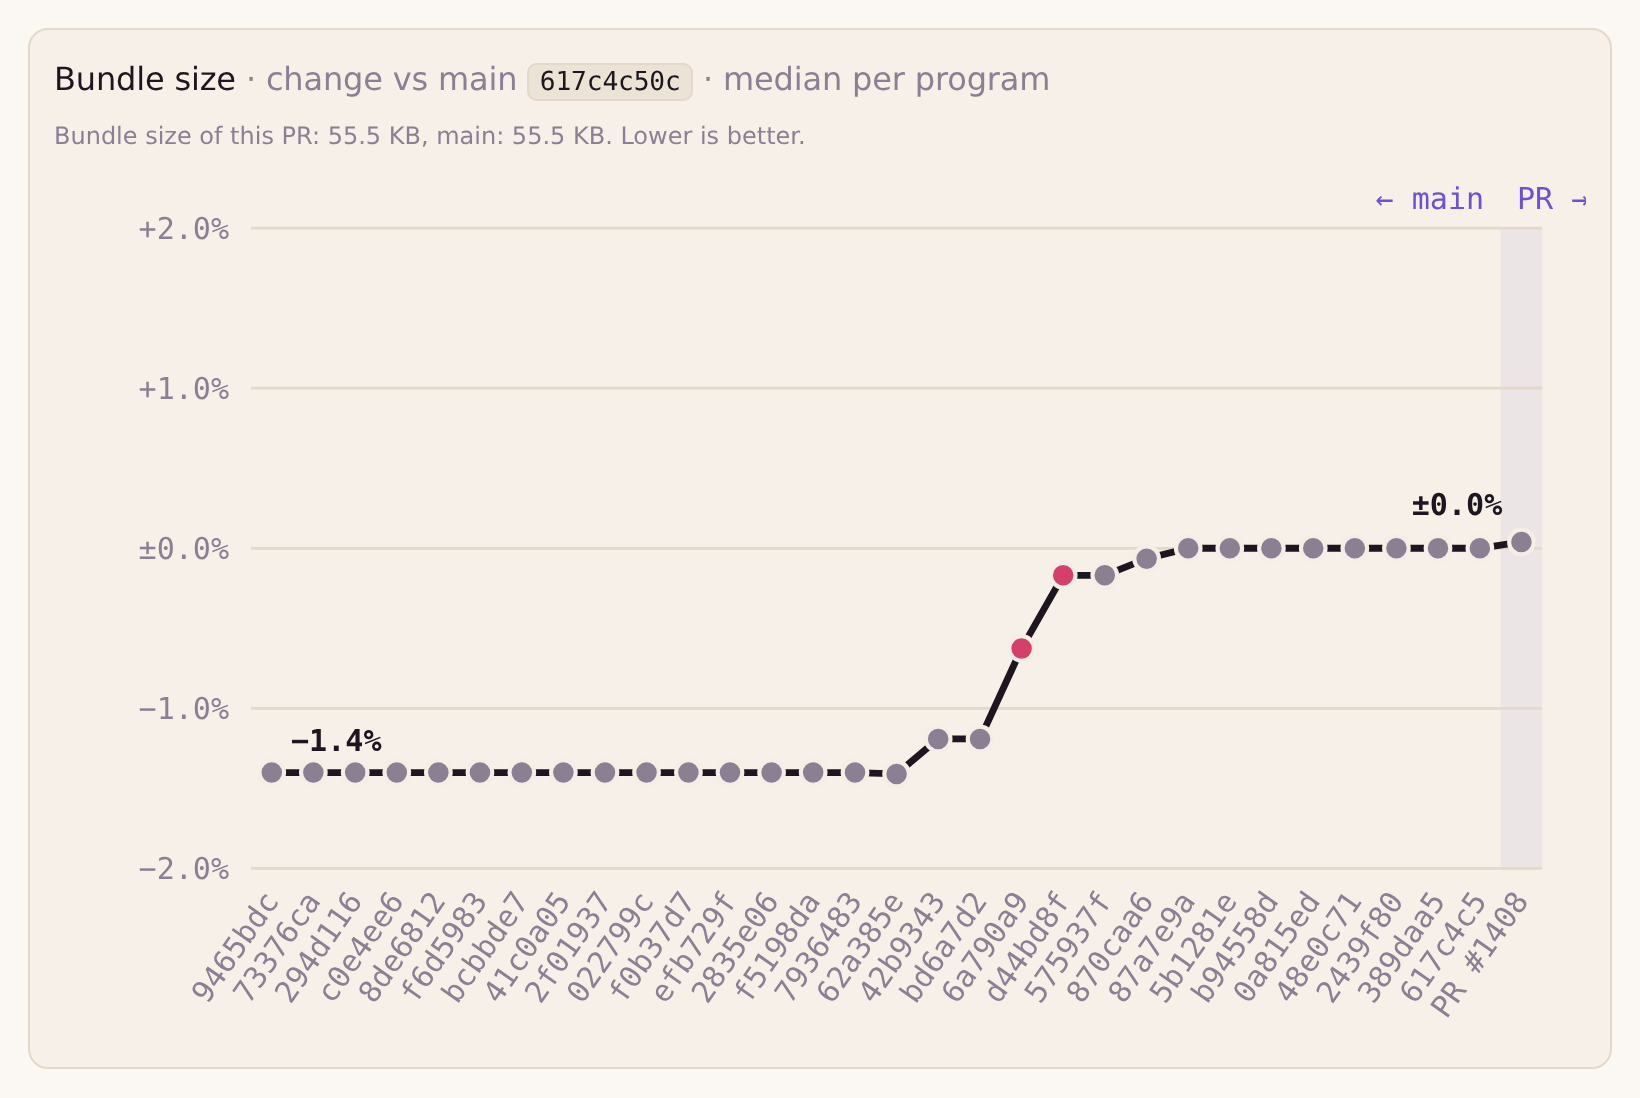 Bundle size · change vs main 617c4c50c · median per program
Bundle size of this PR: 55.5 KB, main: 55.5 KB. Lower is better.
← main PR →
+2.0%
+1.0%
±0.0%
−1.0%
−2.0%
±0.0%
−1.4%
9465bdc
73376ca
294d116
c0e4ee6
8de6812
f6d5983
bcbbde7
41c0a05
2f01937
022799c
f0b37d7
efb729f
2835e06
f5198da
7936483
62a385e
42b9343
bd6a7d2
6a790a9
d44bd8f
575937f
870caa6
87a7e9a
5b1281e
b94558d
0a815ed
48e0c71
2439f80
389daa5
617c4c5
PR #1408